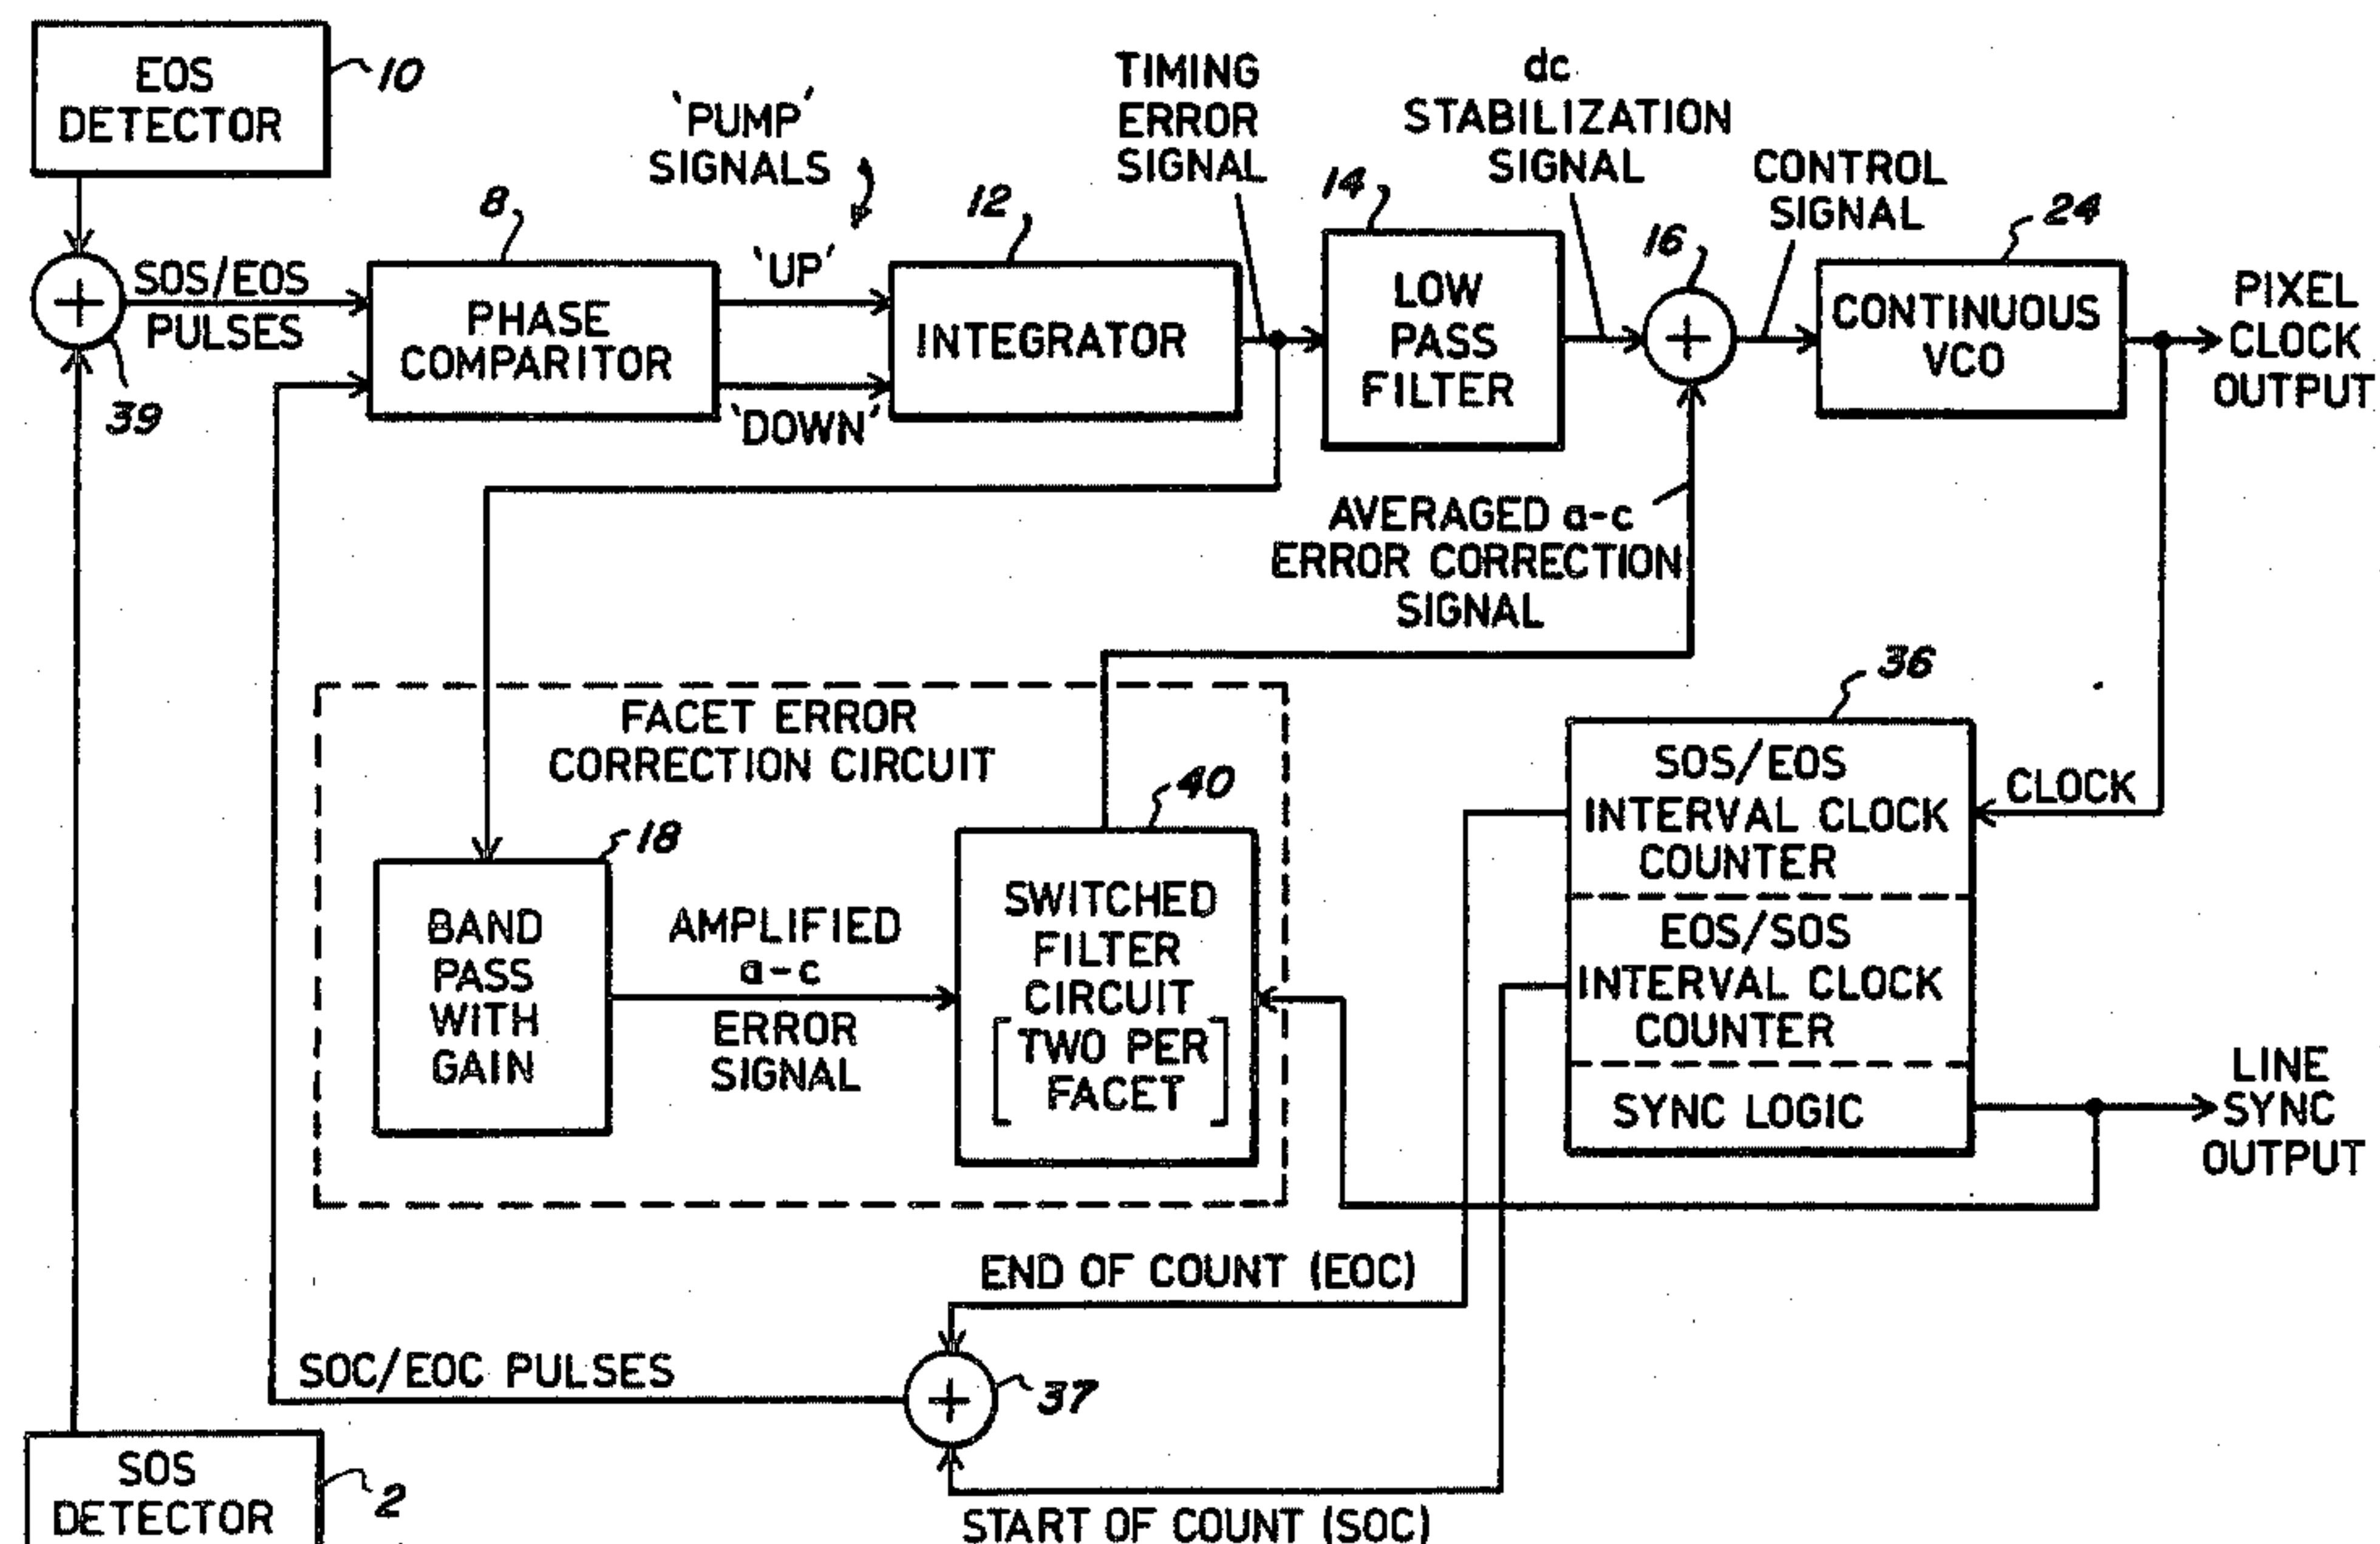 EOS
DETECTOR
10
'PUMP'
SIGNALS
TIMING
ERROR
SIGNAL
dc
STABILIZATION
SIGNAL
CONTROL
SIGNAL
8
12
14
16
24
SOS/EOS
PULSES
39
PHASE
COMPARITOR
'UP'
'DOWN'
INTEGRATOR
LOW
PASS
FILTER
CONTINUOUS
VCO
PIXEL
CLOCK
OUTPUT
AVERAGED a-c
ERROR CORRECTION
SIGNAL
FACET ERROR
CORRECTION CIRCUIT
18
40
36
BAND
PASS
WITH
GAIN
AMPLIFIED
a-c
ERROR
SIGNAL
SWITCHED
FILTER
CIRCUIT
[TWO PER
FACET]
SOS/EOS
INTERVAL CLOCK
COUNTER
EOS/SOS
INTERVAL CLOCK
COUNTER
SYNC LOGIC
CLOCK
LINE
SYNC
OUTPUT
END OF COUNT (EOC)
SOC/EOC PULSES
37
START OF COUNT (SOC)
SOS
DETECTOR
2